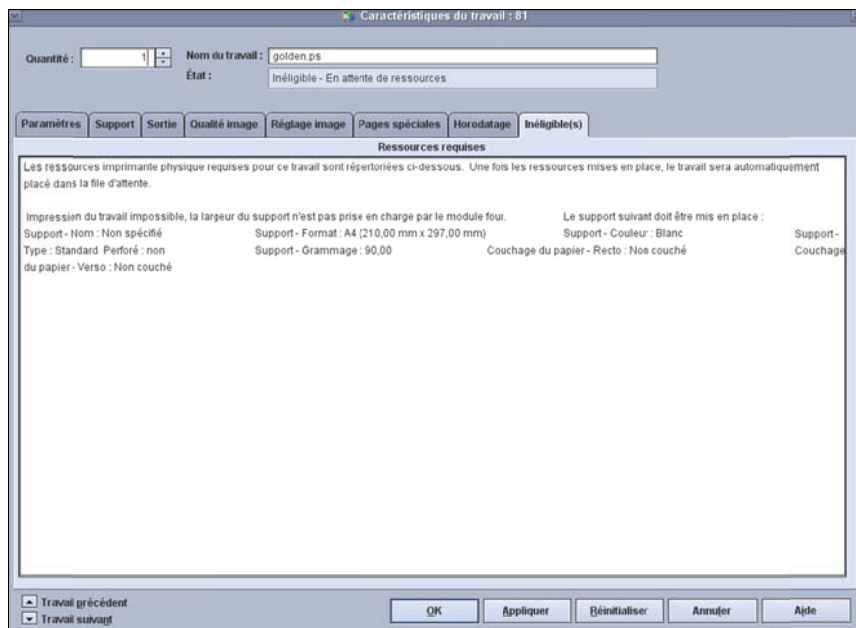 Caractéristiques du travail : 81
Quantité : 1 Nom du travail : golden.ps
État : Inéligible - En attente de ressources
Paramètres Support Sortie Qualité image Réglage image Pages spéciales Horodatage Inéligible(s)
Ressources requises
Les ressources imprimante physique requises pour ce travail sont répertoriées ci-dessous. Une fois les ressources mises en place, le travail sera automatiquement
placé dans la file d'attente.
Impression du travail impossible, la largeur du support n'est pas prise en charge par le module four. Le support suivant doit être mis en place :
Support - Nom : Non spécifié Support - Format : A4 (210,00 mm x 297,00 mm) Support - Couleur : Blanc Support -
Type : Standard Perforé : non Support - Grammage : 90,00 Couchage du papier - Recto : Non couché Couchage
du papier - Verso : Non couché
Travail précédent
Travail suivant
OK Appliquer Réinitialiser Annuler Aide